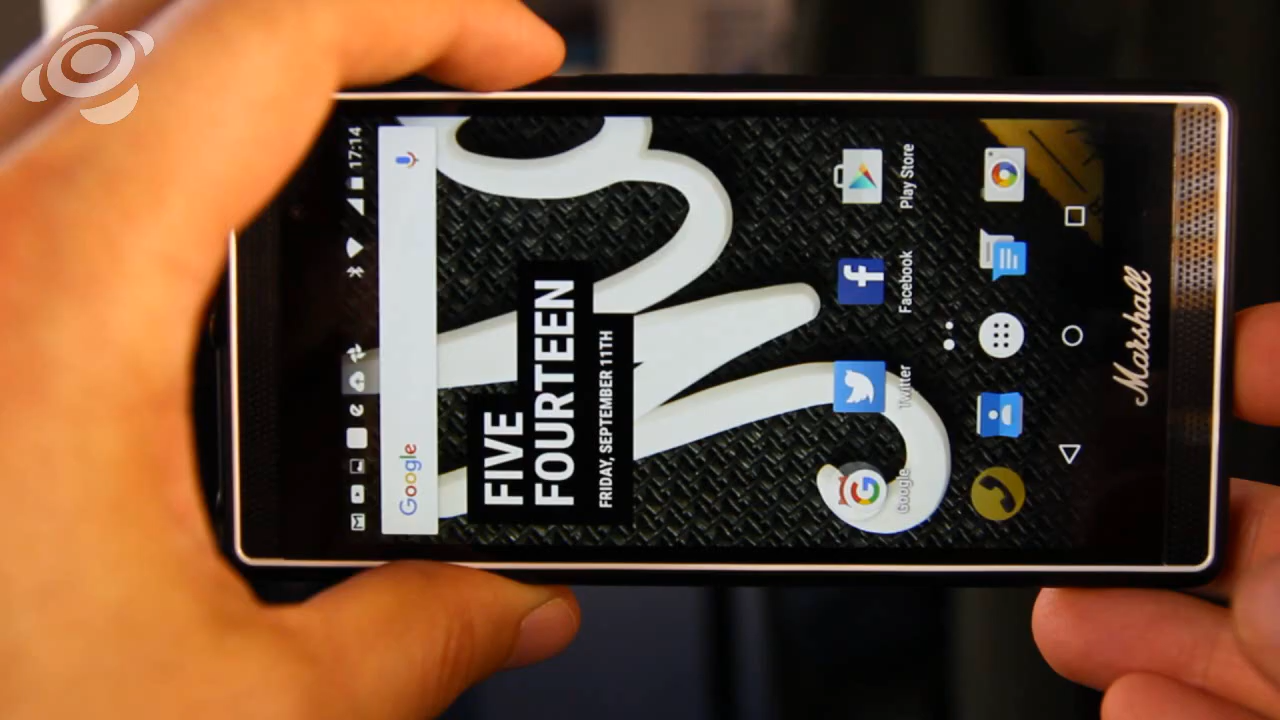 17:14
Google
FIVE
FOURTEEN
FRIDAY, SEPTEMBER 11TH
Google
Twitter
Facebook
Play Store
Marshall